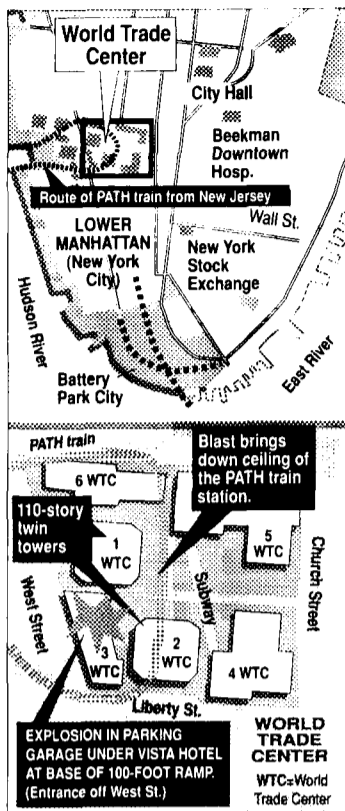 World Trade
Center
City Hall
Beekman
Downtown
Hosp.
Route of PATH train from New Jersey
Wall St.
LOWER
MANHATTAN
(New York
City)
New York
Stock
Exchange
Hudson River
East River
Battery
Park City
PATH train
Blast brings
down ceiling of
the PATH train
station.
6 WTC
110-story
twin
towers
1
WTC
5
WTC
Church Street
Subway
West Street
3
WTC
2
WTC
4 WTC
Liberty St.
EXPLOSION IN PARKING
GARAGE UNDER VISTA HOTEL
AT BASE OF 100-FOOT RAMP.
(Entrance off West St.)
WORLD
TRADE
CENTER
WTC=World
Trade Center